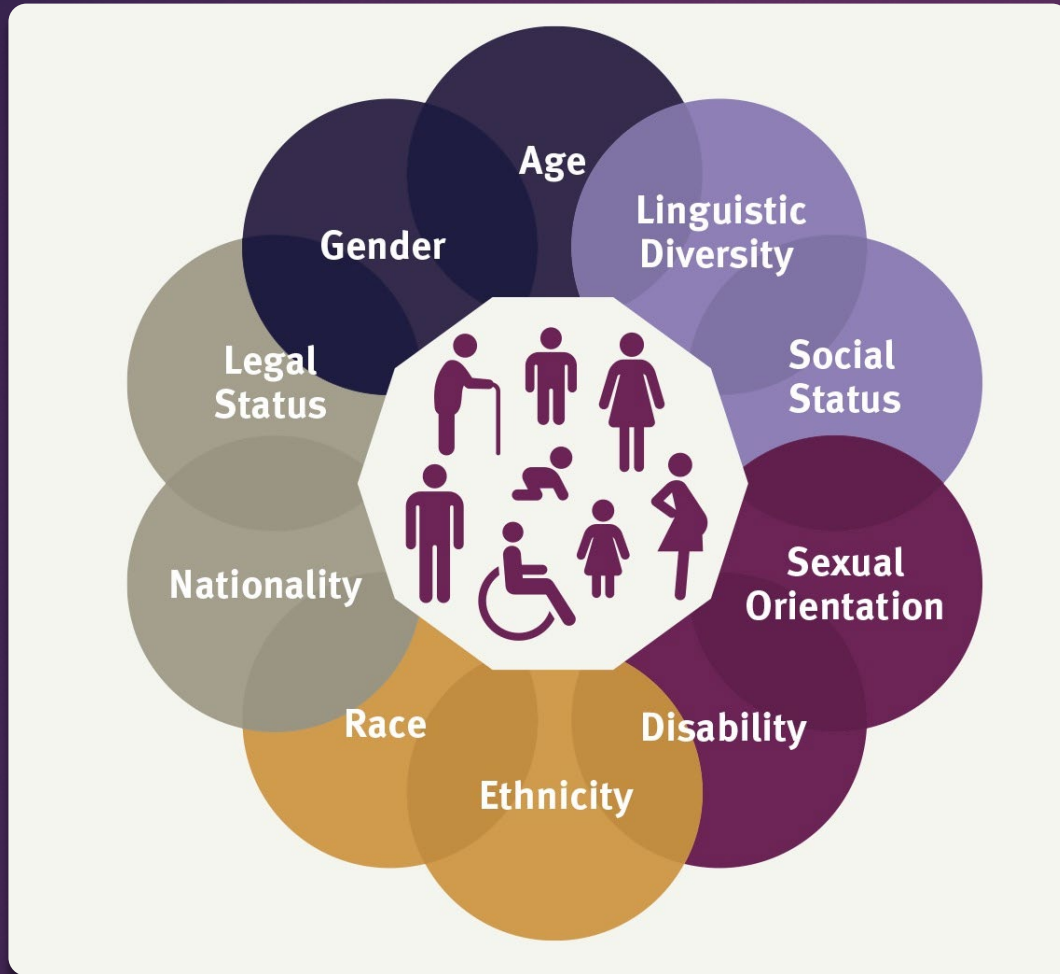 Age
Linguistic
Diversity
Social
Status
Sexual
Orientation
Disability
Ethnicity
Race
Nationality
Legal
Status
Gender